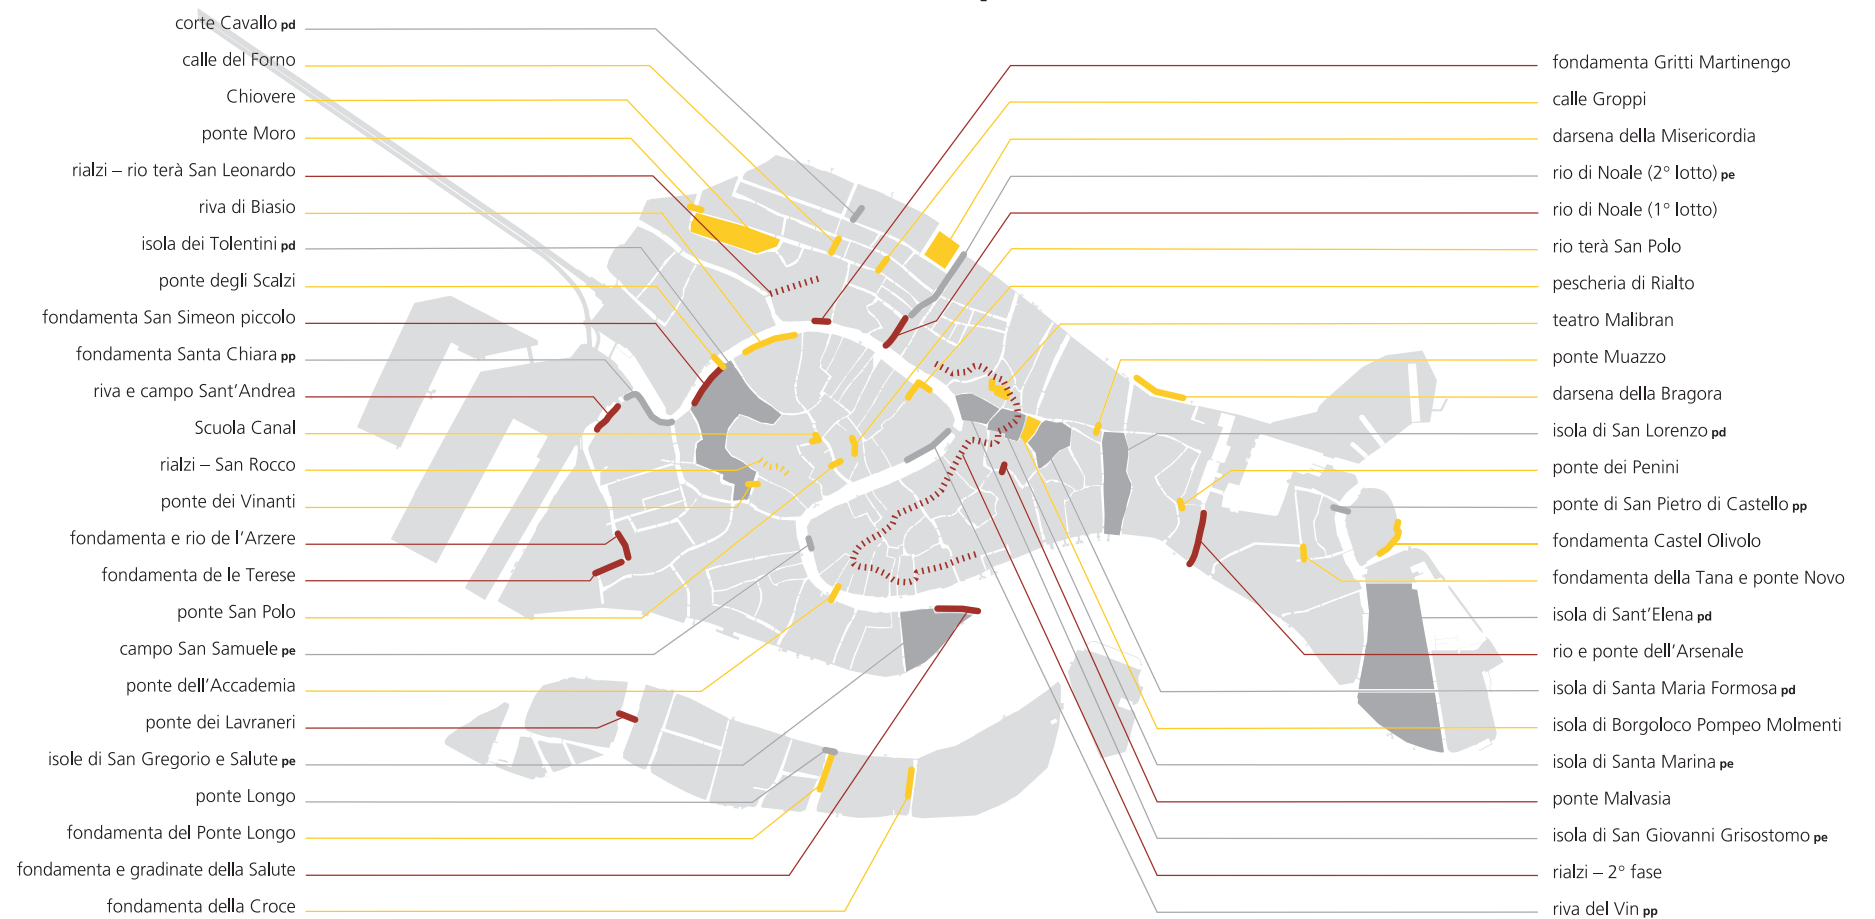 corte Cavallo pd
calle del Forno
Chiovere
ponte Moro
rialzi – rio terà San Leonardo
riva di Biasio
isola dei Tolentini pd
ponte degli Scalzi
fondamenta San Simeon piccolo
fondamenta Santa Chiara pp
riva e campo Sant’Andrea
Scuola Canal
rialzi – San Rocco
ponte dei Vinanti
fondamenta e rio de l’Arzere
fondamenta de le Terese
ponte San Polo
campo San Samuele pe
ponte dell’Accademia
ponte dei Lavraneri
isole di San Gregorio e Salute pe
ponte Longo
fondamenta del Ponte Longo
fondamenta e gradinate della Salute
fondamenta della Croce
fondamenta Gritti Martinengo
calle Groppi
darsena della Misericordia
rio di Noale (2° lotto) pe
rio di Noale (1° lotto)
rio terà San Polo
pescheria di Rialto
teatro Malibran
ponte Muazzo
darsena della Bragora
isola di San Lorenzo pd
ponte dei Penini
ponte di San Pietro di Castello pp
fondamenta Castel Olivolo
fondamenta della Tana e ponte Novo
isola di Sant’Elena pd
rio e ponte dell’Arsenale
isola di Santa Maria Formosa pd
isola di Borgoloco Pompeo Molmenti
isola di Santa Marina pe
ponte Malvasia
isola di San Giovanni Grisostomo pe
rialzi – 2° fase
riva del Vin pp